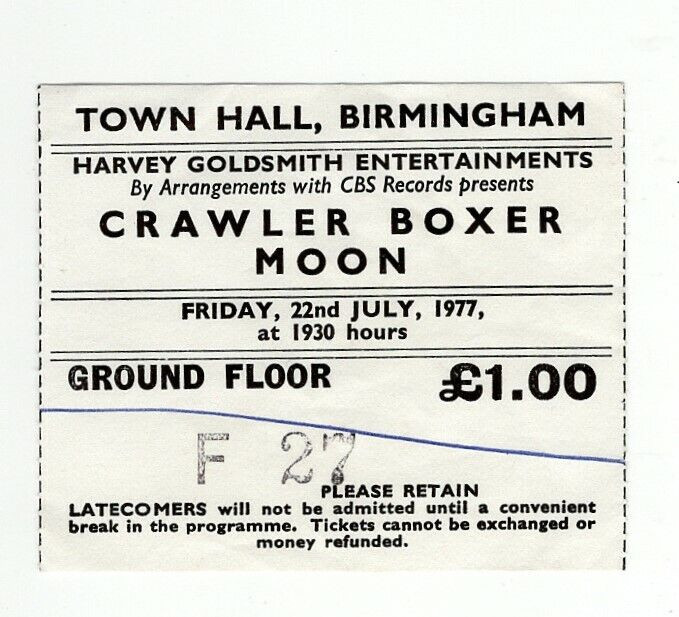 TOWN HALL, BIRMINGHAM
HARVEY GOLDSMITH ENTERTAINMENTS
By Arrangements with CBS Records presents
CRAWLER BOXER
MOON
FRIDAY, 22nd JULY, 1977,
at 1930 hours
GROUND FLOOR £1.00
F 27
PLEASE RETAIN
LATECOMERS will not be admitted until a convenient
break in the programme. Tickets cannot be exchanged or
money refunded.